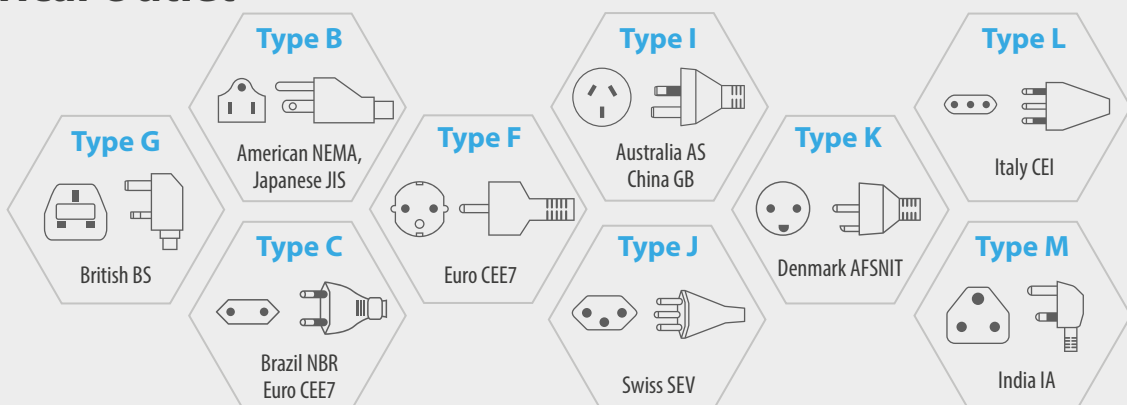 Type B
American NEMA,
Japanese JIS
Type I
Australia AS
China GB
Type L
Italy CEI
Type G
British BS
Type F
Euro CEE7
Type K
Denmark AFSNIT
Type C
Brazil NBR
Euro CEE7
Type J
Swiss SEV
Type M
India IA